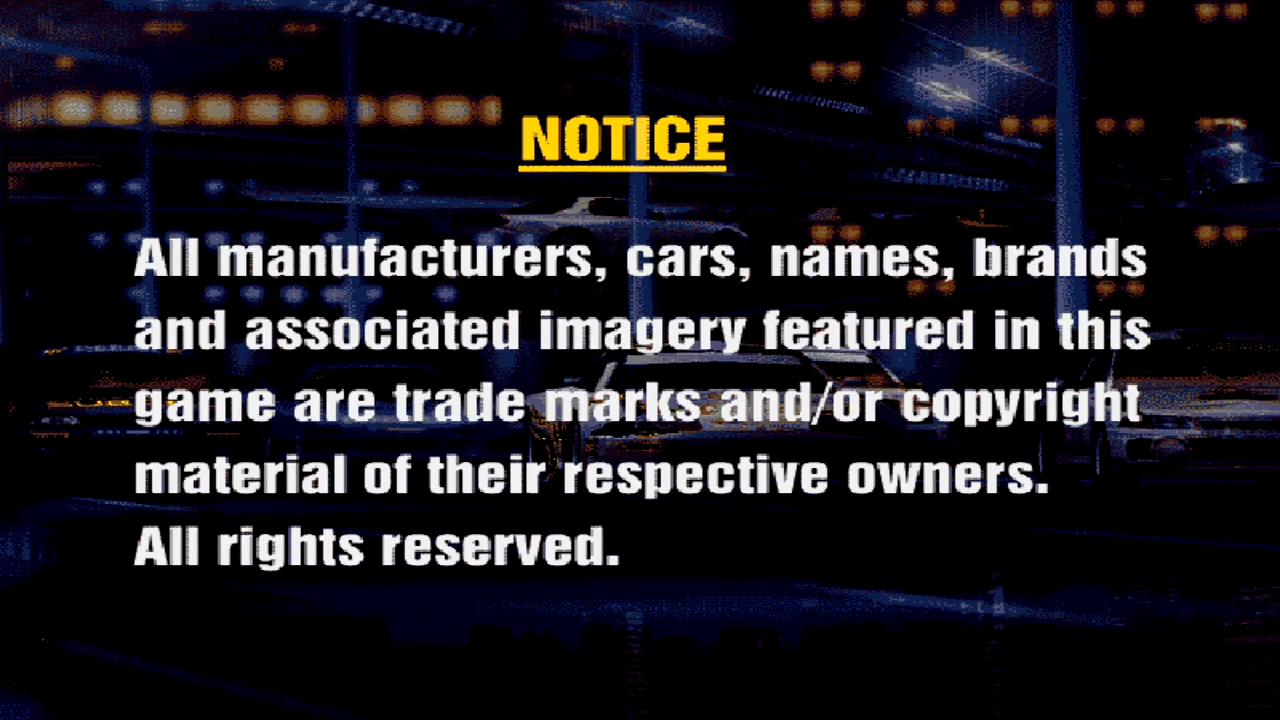 NOTICE
All manufacturers, cars, names, brands
and associated imagery featured in this
game are trade marks and/or copyright
material of their respective owners.
All rights reserved.